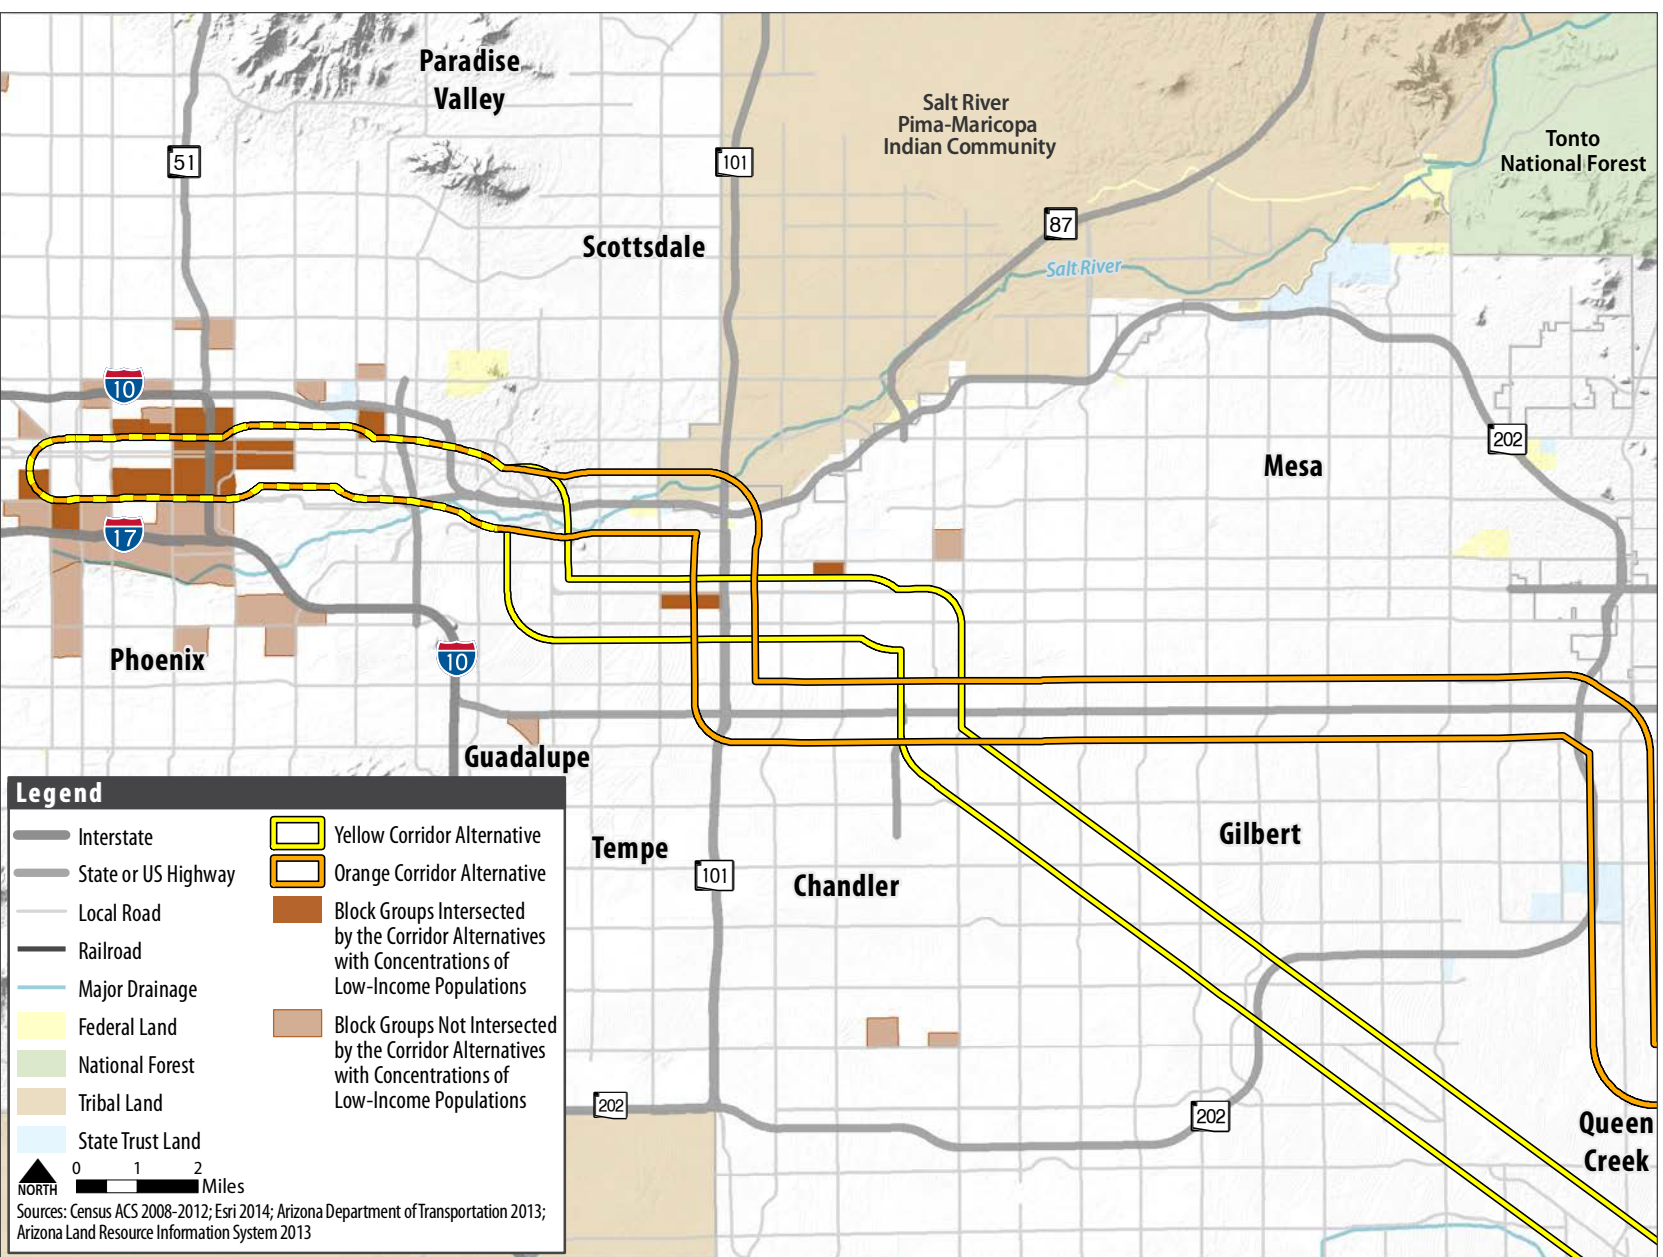 Paradise
Valley
Salt River
Pima-Maricopa
Indian Community
Tonto
National Forest
51
101
87
Scottsdale
Salt River
10
202
Mesa
17
Phoenix
10
Guadalupe
Tempe
Gilbert
101
Chandler
202
202
Queen
Creek
Legend
Interstate
State or US Highway
Local Road
Railroad
Major Drainage
Federal Land
National Forest
Tribal Land
State Trust Land
Yellow Corridor Alternative
Orange Corridor Alternative
Block Groups Intersected
by the Corridor Alternatives
with Concentrations of
Low-Income Populations
Block Groups Not Intersected
by the Corridor Alternatives
with Concentrations of
Low-Income Populations
NORTH
0 1 2
Miles
Sources: Census ACS 2008-2012; Esri 2014; Arizona Department of Transportation 2013;
Arizona Land Resource Information System 2013